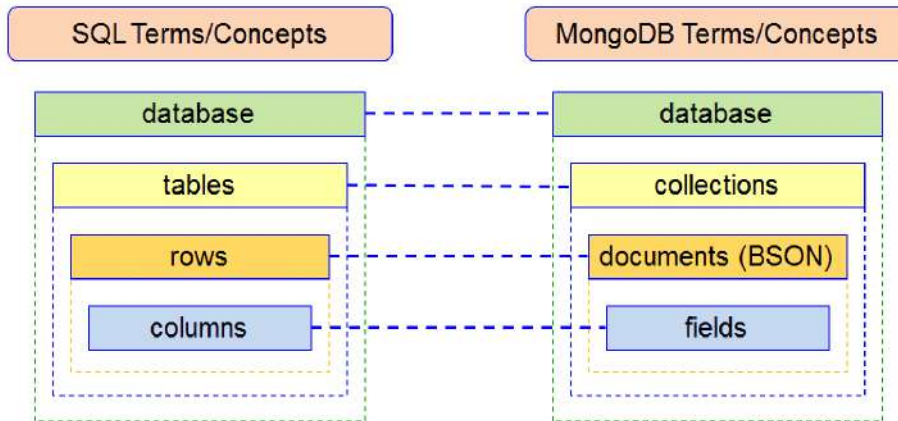 SQL Terms/Concepts
MongoDB Terms/Concepts
database
database
tables
collections
rows
documents (BSON)
columns
fields